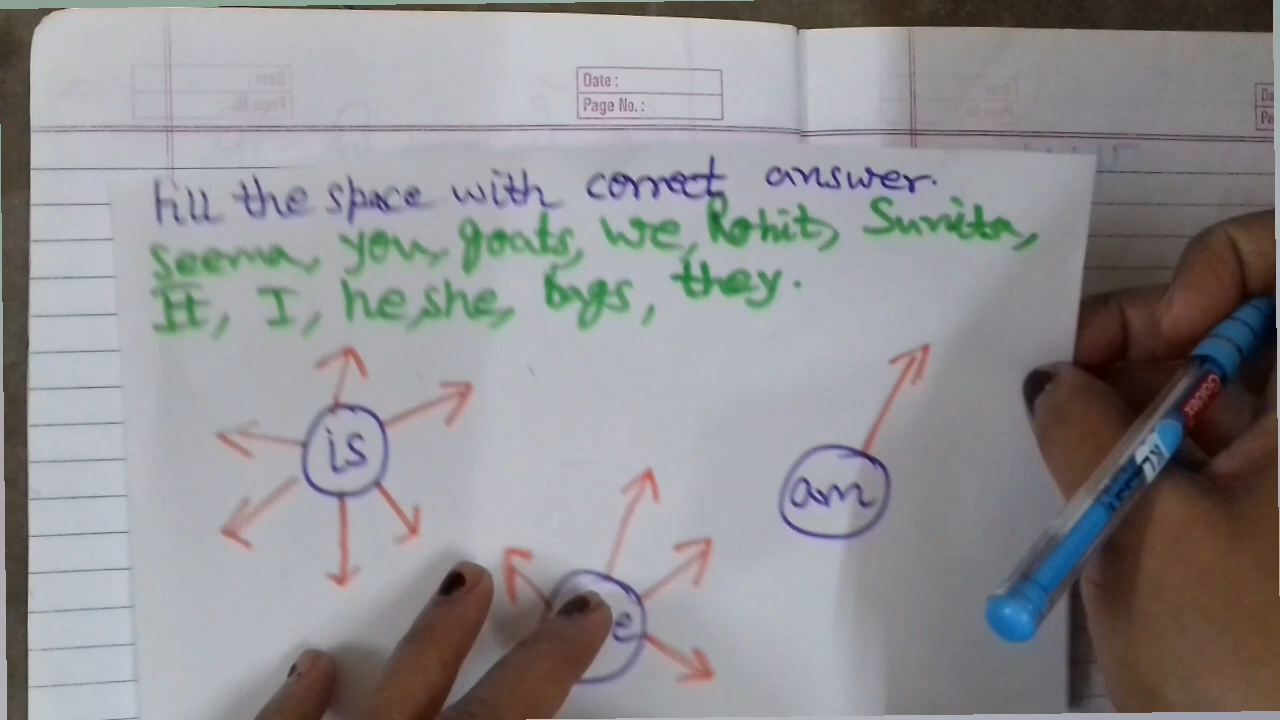 Date :
Page No. :
fill the space with correct answer.
Seema, you, goats, we, Rohit, Sunita,
It, I, he, she, bags, they.
is
am